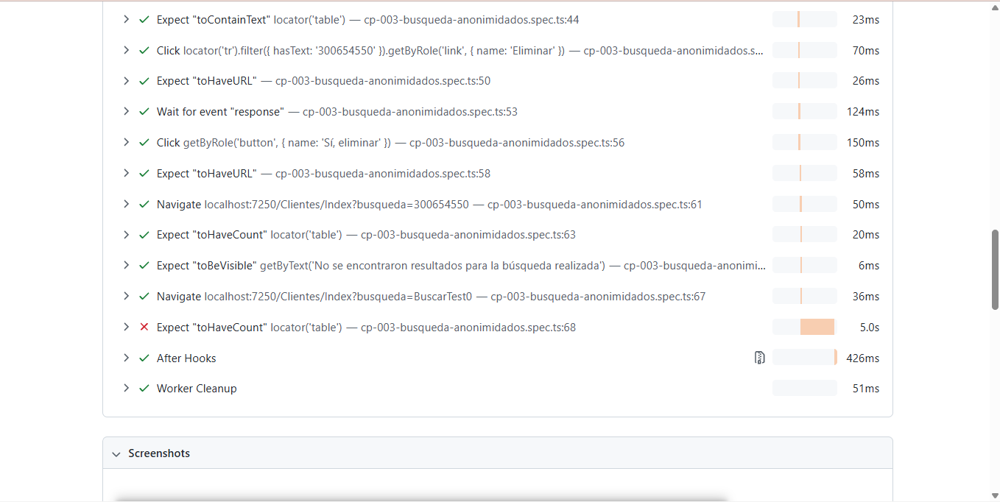 Expect "toContainText" locator('table') — cp-003-busqueda-anonimidados.spec.ts:44 23ms
Click locator('tr').filter({ hasText: '300654550' }).getByRole('link', { name: 'Eliminar' }) — cp-003-busqueda-anonimidados.s... 70ms
Expect "toHaveURL" — cp-003-busqueda-anonimidados.spec.ts:50 26ms
Wait for event "response" — cp-003-busqueda-anonimidados.spec.ts:53 124ms
Click getByRole('button', { name: 'Sí, eliminar' }) — cp-003-busqueda-anonimidados.spec.ts:56 150ms
Expect "toHaveURL" — cp-003-busqueda-anonimidados.spec.ts:58 58ms
Navigate localhost:7250/Clientes/Index?busqueda=300654550 — cp-003-busqueda-anonimidados.spec.ts:61 50ms
Expect "toHaveCount" locator('table') — cp-003-busqueda-anonimidados.spec.ts:63 20ms
Expect "toBeVisible" getByText('No se encontraron resultados para la búsqueda realizada') — cp-003-busqueda-anonimi... 6ms
Navigate localhost:7250/Clientes/Index?busqueda=BuscarTest0 — cp-003-busqueda-anonimidados.spec.ts:67 36ms
Expect "toHaveCount" locator('table') — cp-003-busqueda-anonimidados.spec.ts:68 5.0s
After Hooks 426ms
Worker Cleanup 51ms
Screenshots